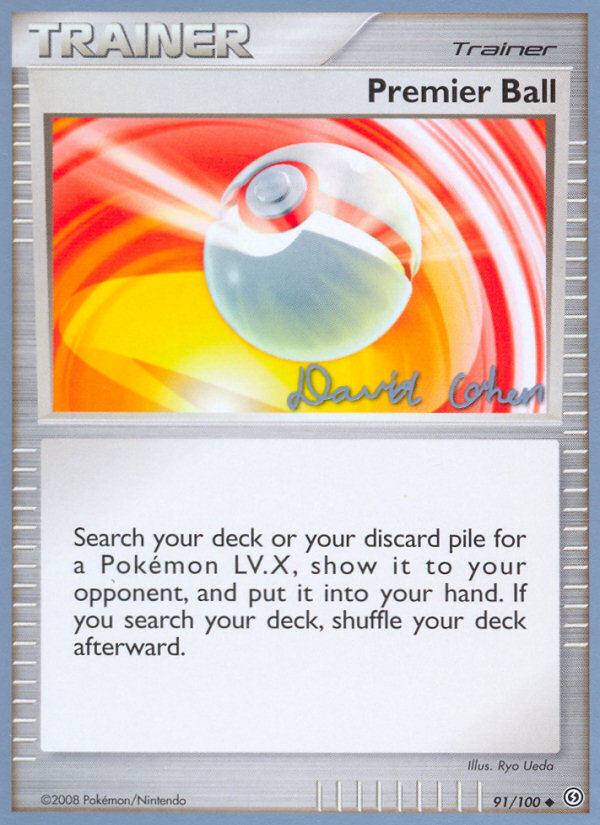 TRAINER
Trainer
Premier Ball
David Cohen
Search your deck or your discard pile for
a Pokémon LV.X, show it to your
opponent, and put it into your hand. If
you search your deck, shuffle your deck
afterward.
Illus. Ryo Ueda
©2008 Pokémon/Nintendo
91/100